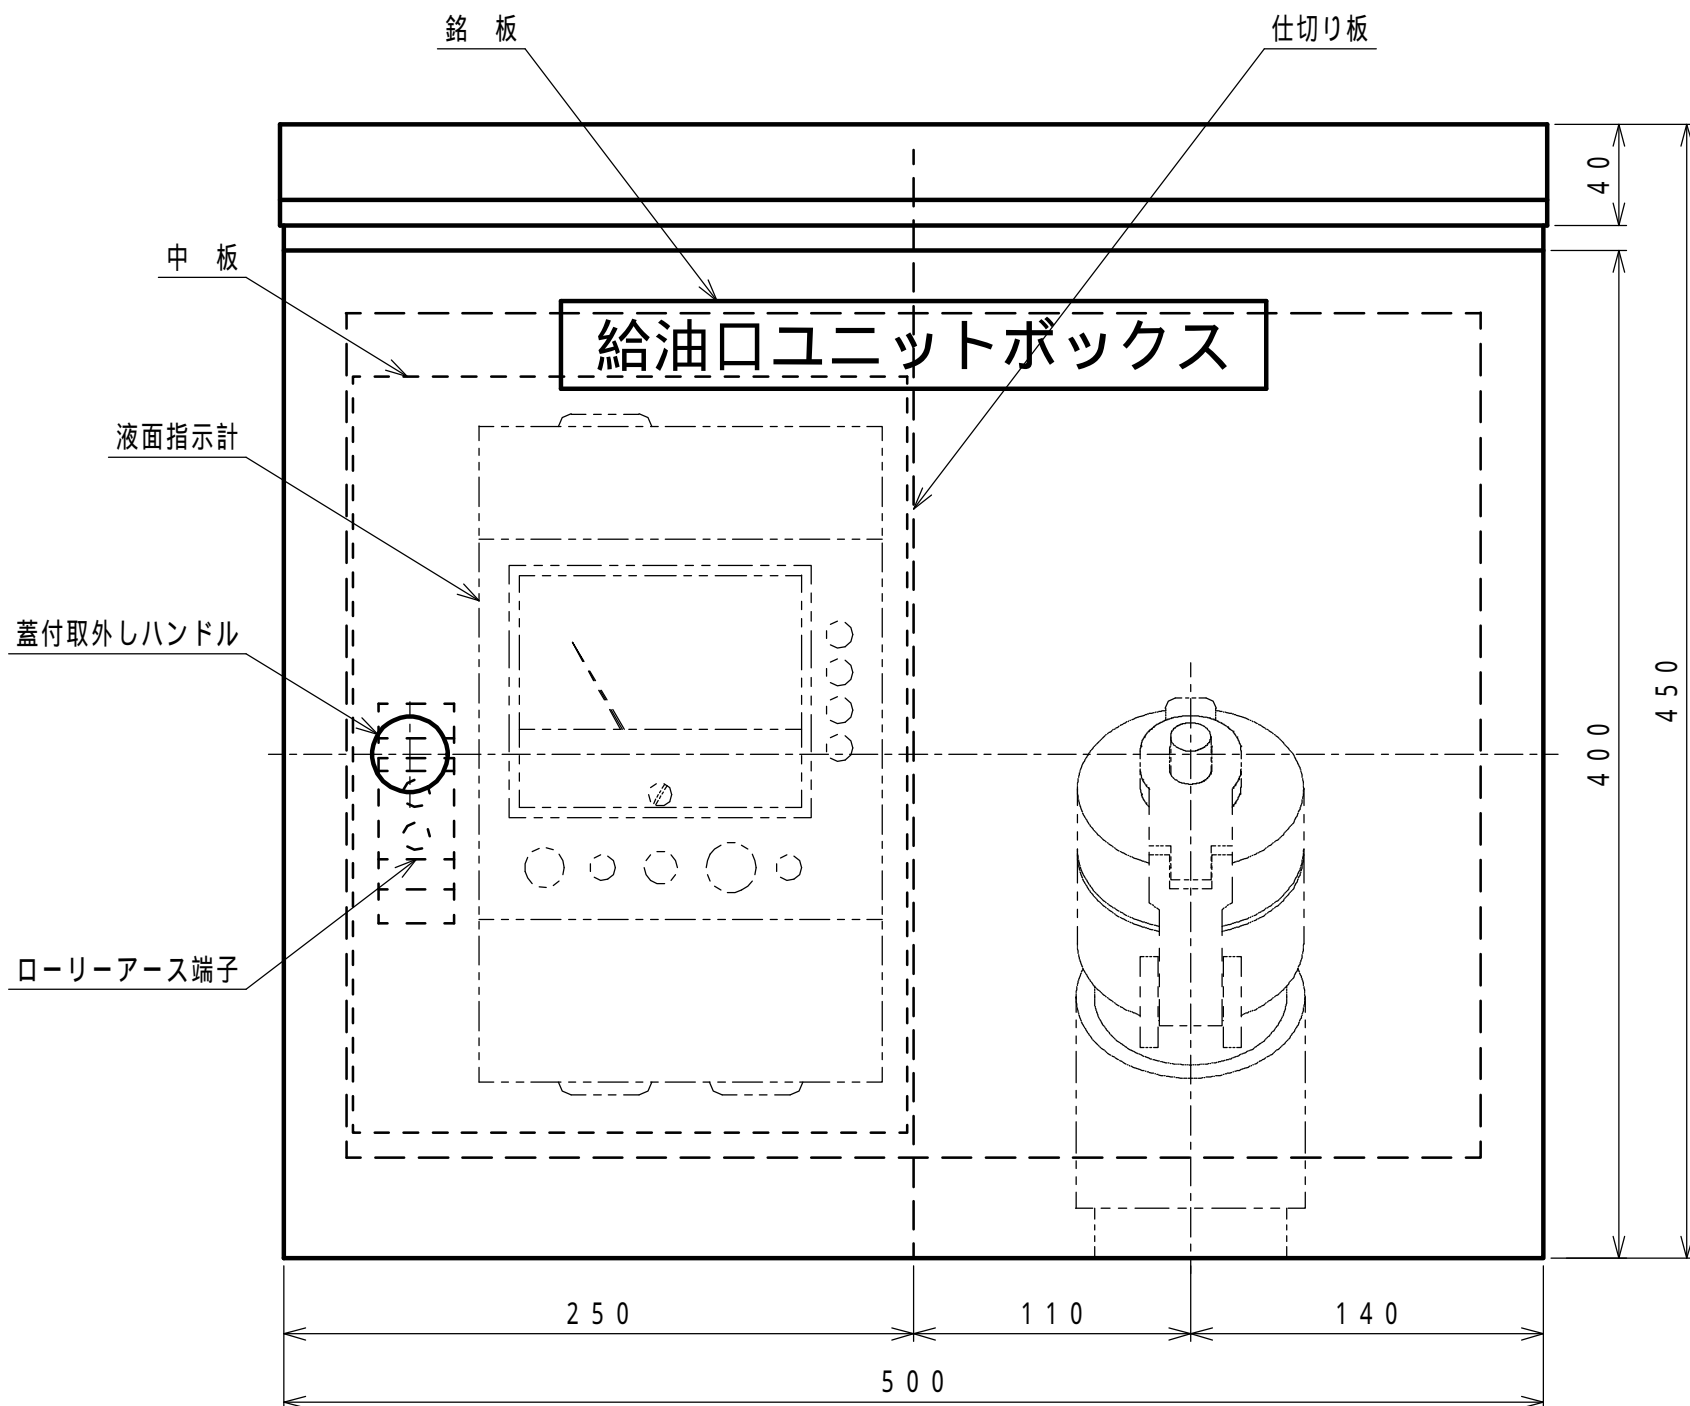 銘 板
仕切り板
40
中 板
給油口ユニットボックス
液面指示計
蓋付取外しハンドル
450
400
ローリーアース端子
250
110
140
500